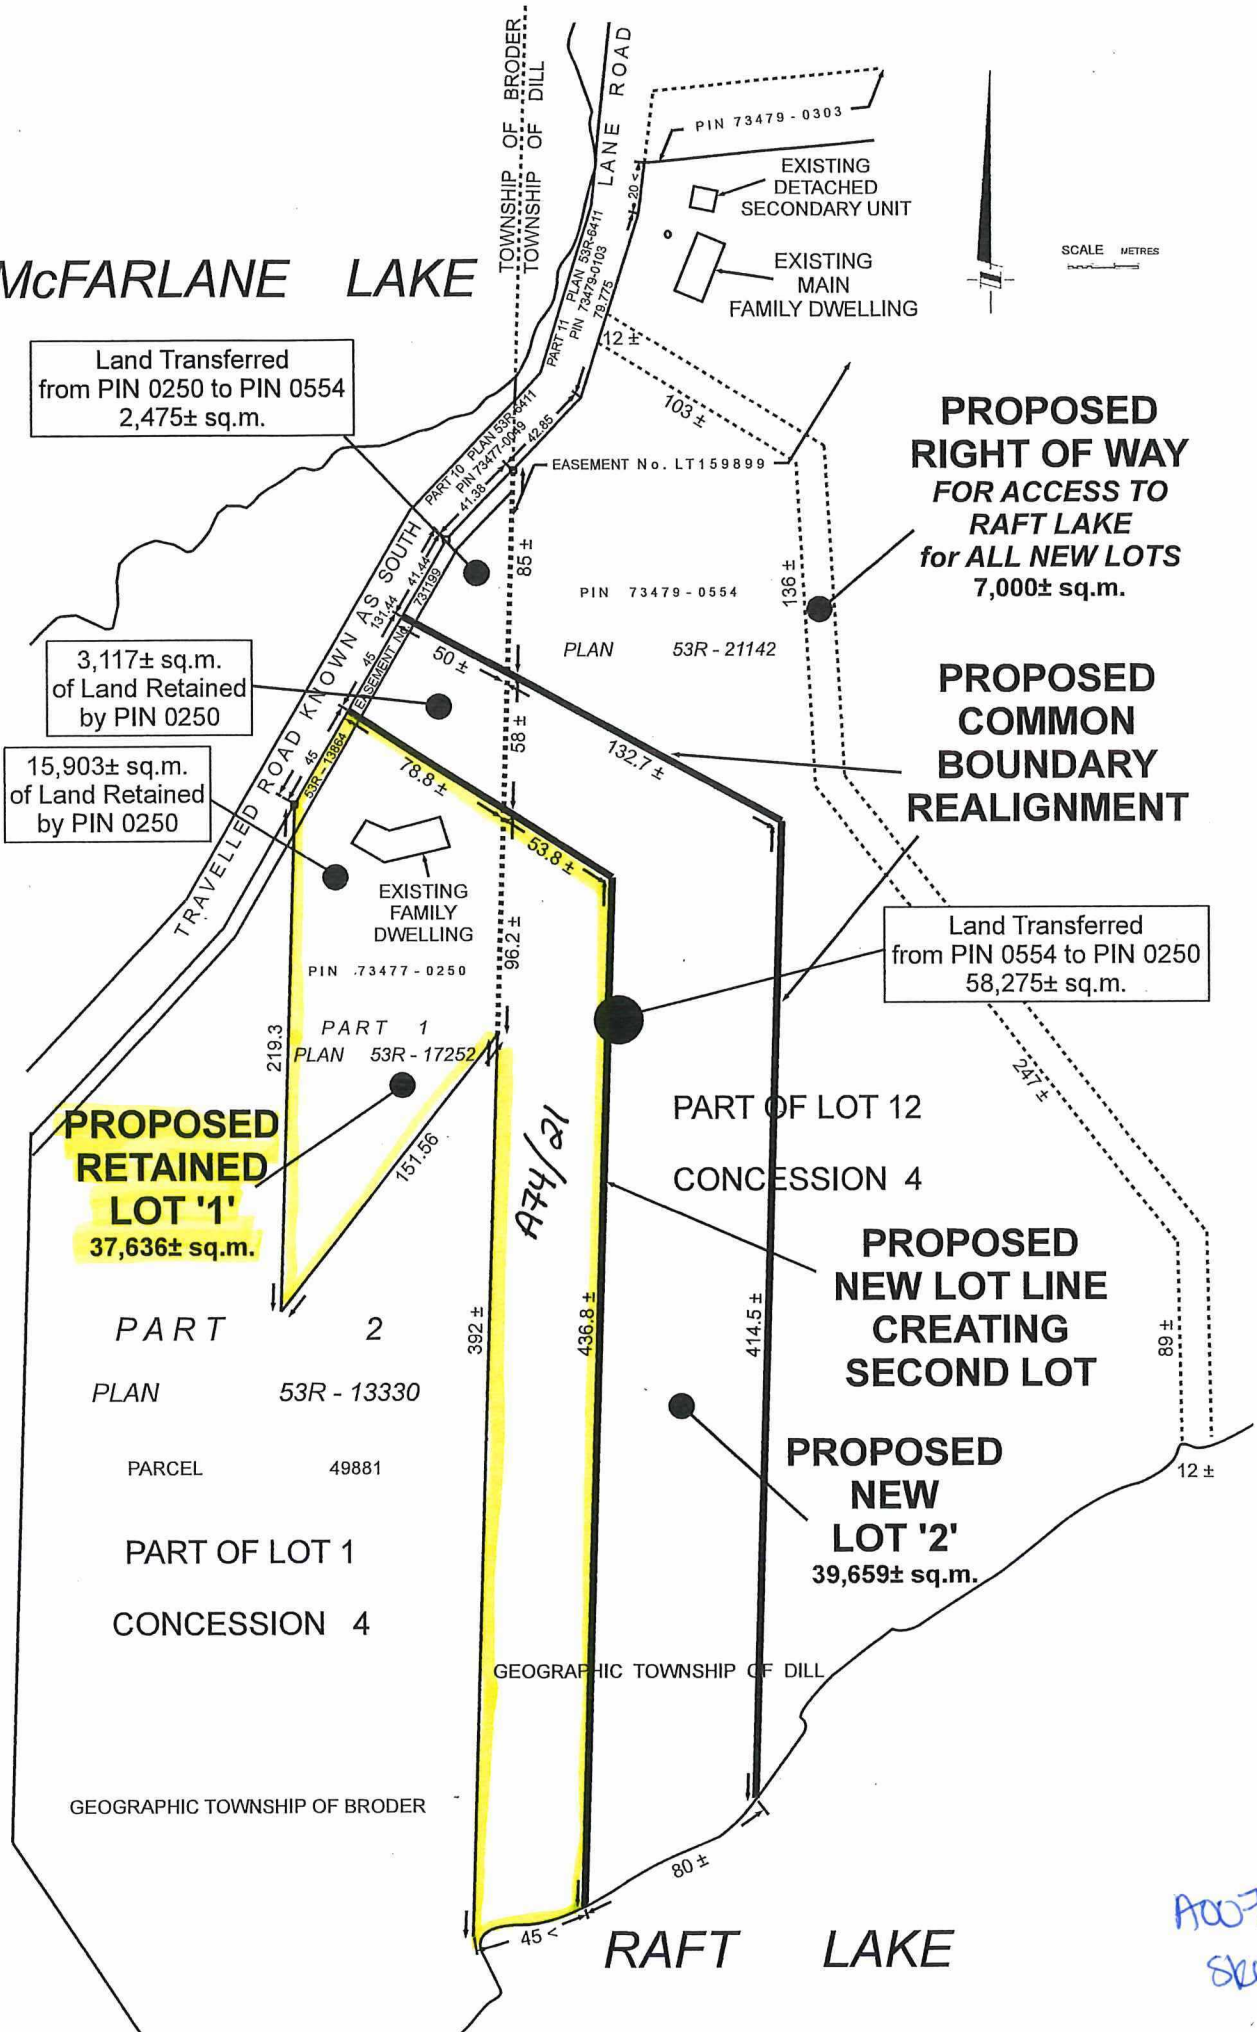 TOWNSHIP OF BRODER
TOWNSHIP OF DILL
LANE ROAD
PIN 73479-0303
EXISTING
DETACHED
SECONDARY UNIT
20 <
EXISTING
MAIN
FAMILY DWELLING
SCALE METRES
McFARLANE LAKE
PART 11 PLAN 53R-6411
PIN 73479-0103
79.775
12 ±
103 ±
Land Transferred
from PIN 0250 to PIN 0554
2,475± sq.m.
PART 10 PLAN 53R-6411
PIN 73477-0049
42.85
41.38
EASEMENT No. LT159899
PROPOSED
RIGHT OF WAY
FOR ACCESS TO
RAFT LAKE
for ALL NEW LOTS
7,000± sq.m.
85 ±
41.44
131.44
EASEMENT No. 731199
136 ±
PIN 73479-0554
PLAN 53R-21142
TRAVELLED ROAD KNOWN AS SOUTH
3,117± sq.m.
of Land Retained
by PIN 0250
45
50 ±
58 ±
132.7 ±
PROPOSED
COMMON
BOUNDARY
REALIGNMENT
15,903± sq.m.
of Land Retained
by PIN 0250
45
53R-13864
78.8 ±
53.8 ±
EXISTING
FAMILY
DWELLING
96.2 ±
Land Transferred
from PIN 0554 to PIN 0250
58,275± sq.m.
PIN 73477-0250
219.3
PART 1
PLAN 53R-17252
247 ±
PROPOSED
RETAINED
LOT '1'
37,636± sq.m.
151.56
A74/21
PART OF LOT 12
CONCESSION 4
PROPOSED
NEW LOT LINE
CREATING
SECOND LOT
392 ±
436.8 ±
414.5 ±
89 ±
PART 2
PLAN 53R-13330
PARCEL 49881
12 ±
PROPOSED
NEW
LOT '2'
39,659± sq.m.
PART OF LOT 1
CONCESSION 4
GEOGRAPHIC TOWNSHIP OF DILL
GEOGRAPHIC TOWNSHIP OF BRODER
80 ±
45 <
RAFT LAKE